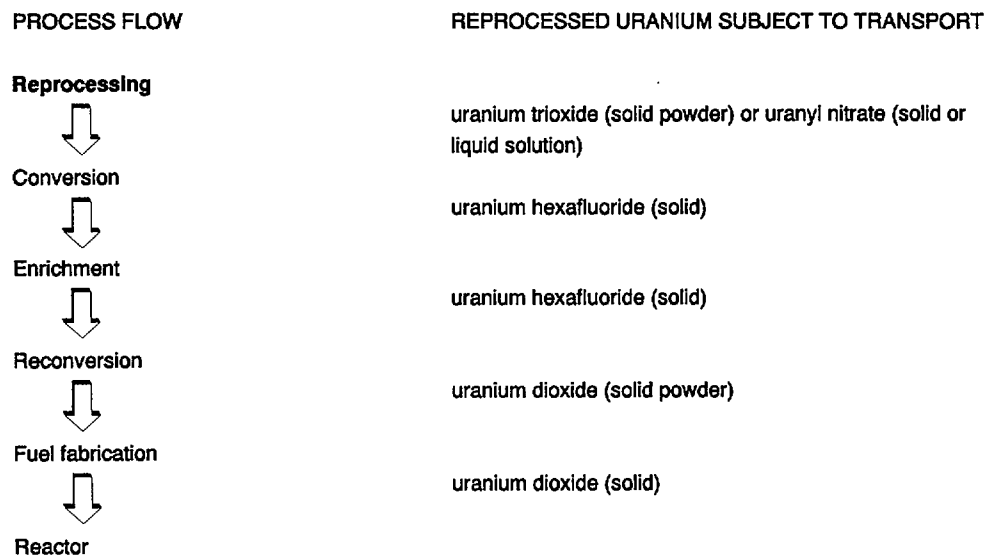 PROCESS FLOW
REPROCESSED URANIUM SUBJECT TO TRANSPORT
Reprocessing
uranium trioxide (solid powder) or uranyl nitrate (solid or
liquid solution)
Conversion
uranium hexafluoride (solid)
Enrichment
uranium hexafluoride (solid)
Reconversion
uranium dioxide (solid powder)
Fuel fabrication
uranium dioxide (solid)
Reactor